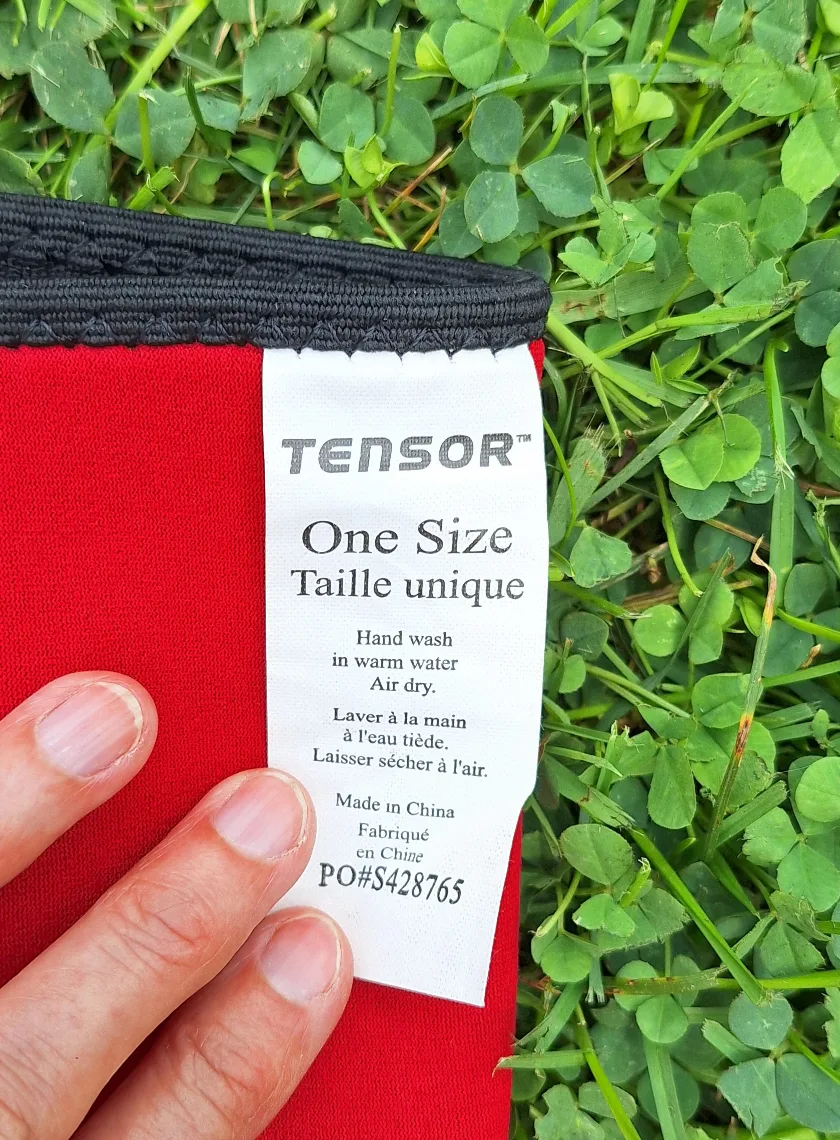 TENSOR™
One Size
Taille unique
Hand wash
in warm water
Air dry.
Laver à la main
à l'eau tiède.
Laisser sécher à l'air.
Made in China
Fabriqué
en Chine
PO#S428765